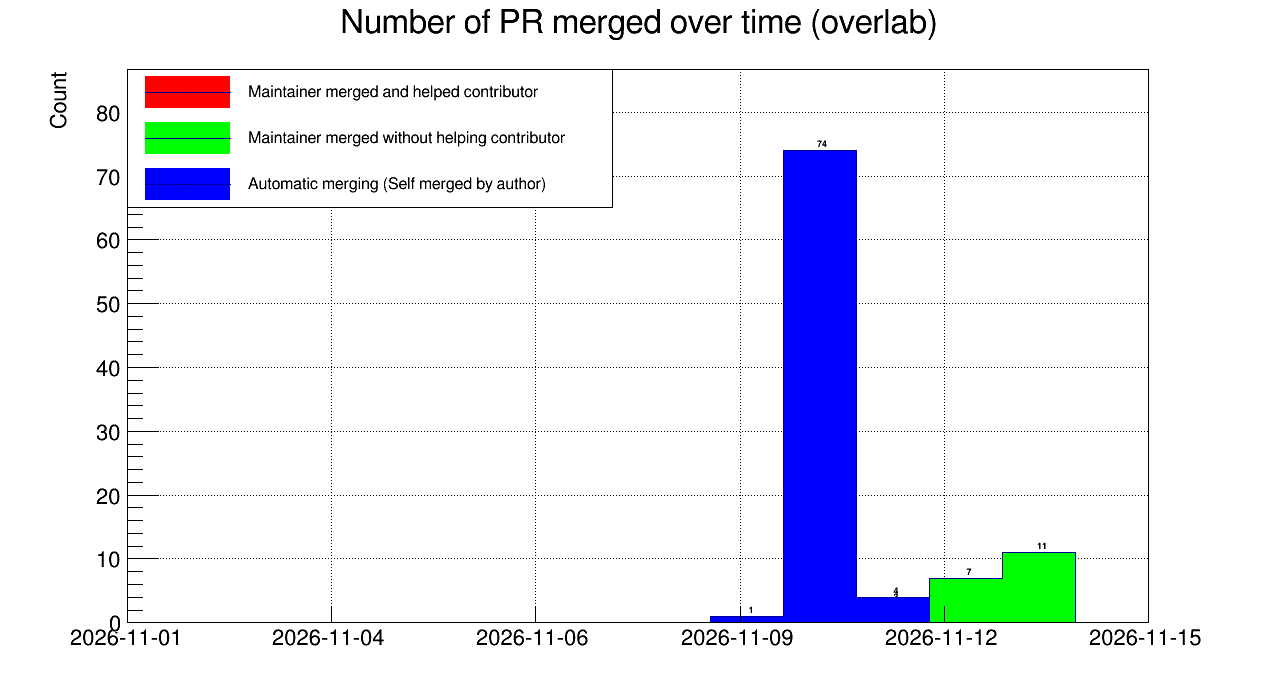 Number of PR merged over time (overlab)
Count
Maintainer merged and helped contributor
Maintainer merged without helping contributor
Automatic merging (Self merged by author)
80
70
60
50
40
30
20
10
0
74
11
7
4
1
2026-11-01 2026-11-04 2026-11-06 2026-11-09 2026-11-12 2026-11-15